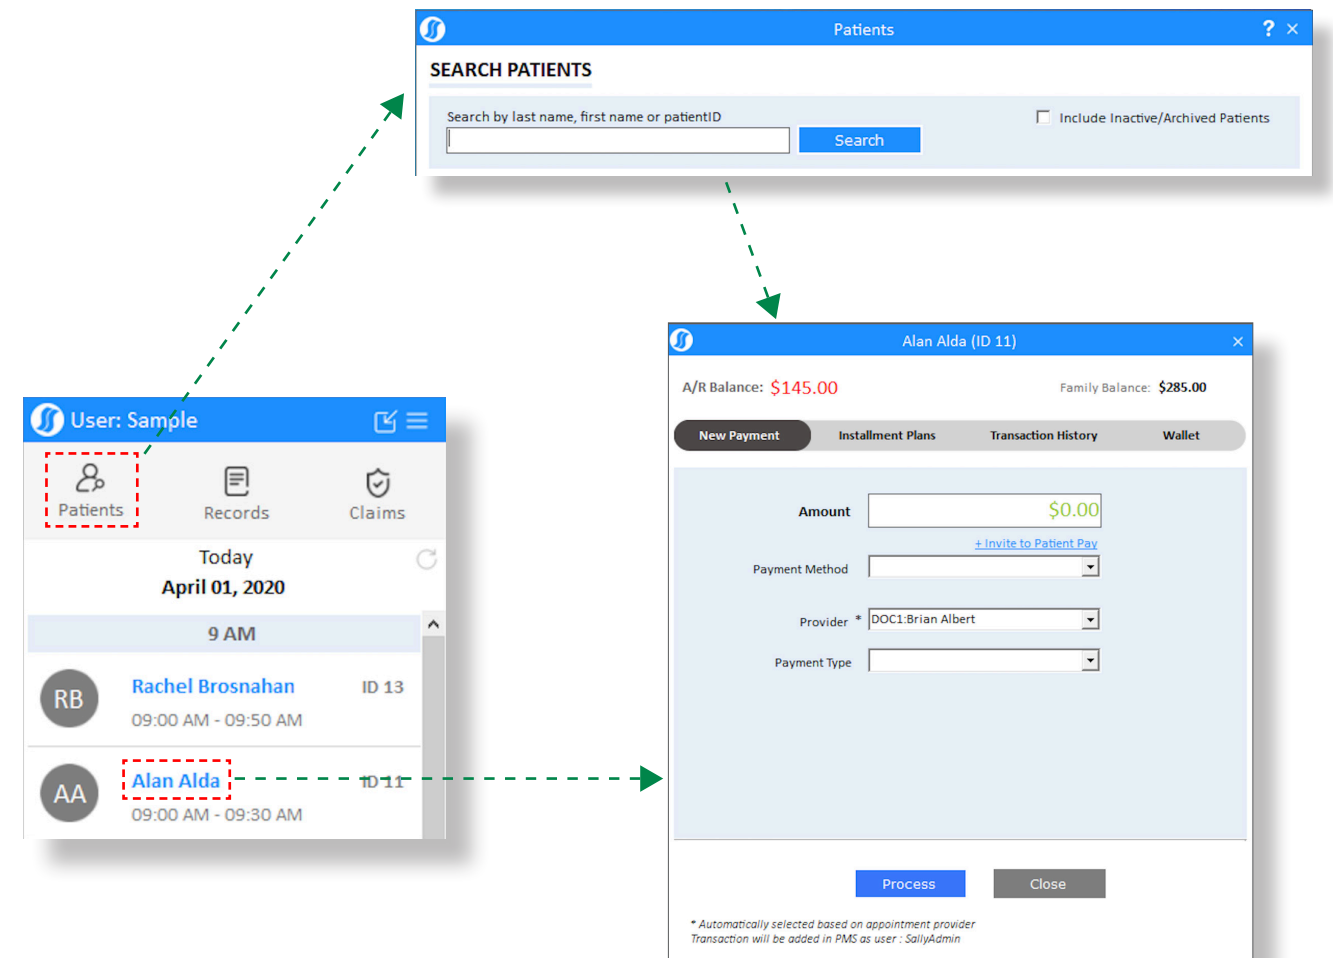 Patients ? ×
SEARCH PATIENTS
Search by last name, first name or patientID
Include Inactive/Archived Patients
Search
Alan Alda (ID 11) ×
A/R Balance: $145.00
Family Balance: $285.00
New Payment Installment Plans Transaction History Wallet
Amount $0.00
+ Invite to Patient Pay
Payment Method
Provider * DOC1:Brian Albert
Payment Type
Process Close
* Automatically selected based on appointment provider
Transaction will be added in PMS as user : SallyAdmin
User: Sample
Patients Records Claims
Today
April 01, 2020
9 AM
RB
Rachel Brosnahan ID 13
09:00 AM - 09:50 AM
AA
Alan Alda ID 11
09:00 AM - 09:30 AM